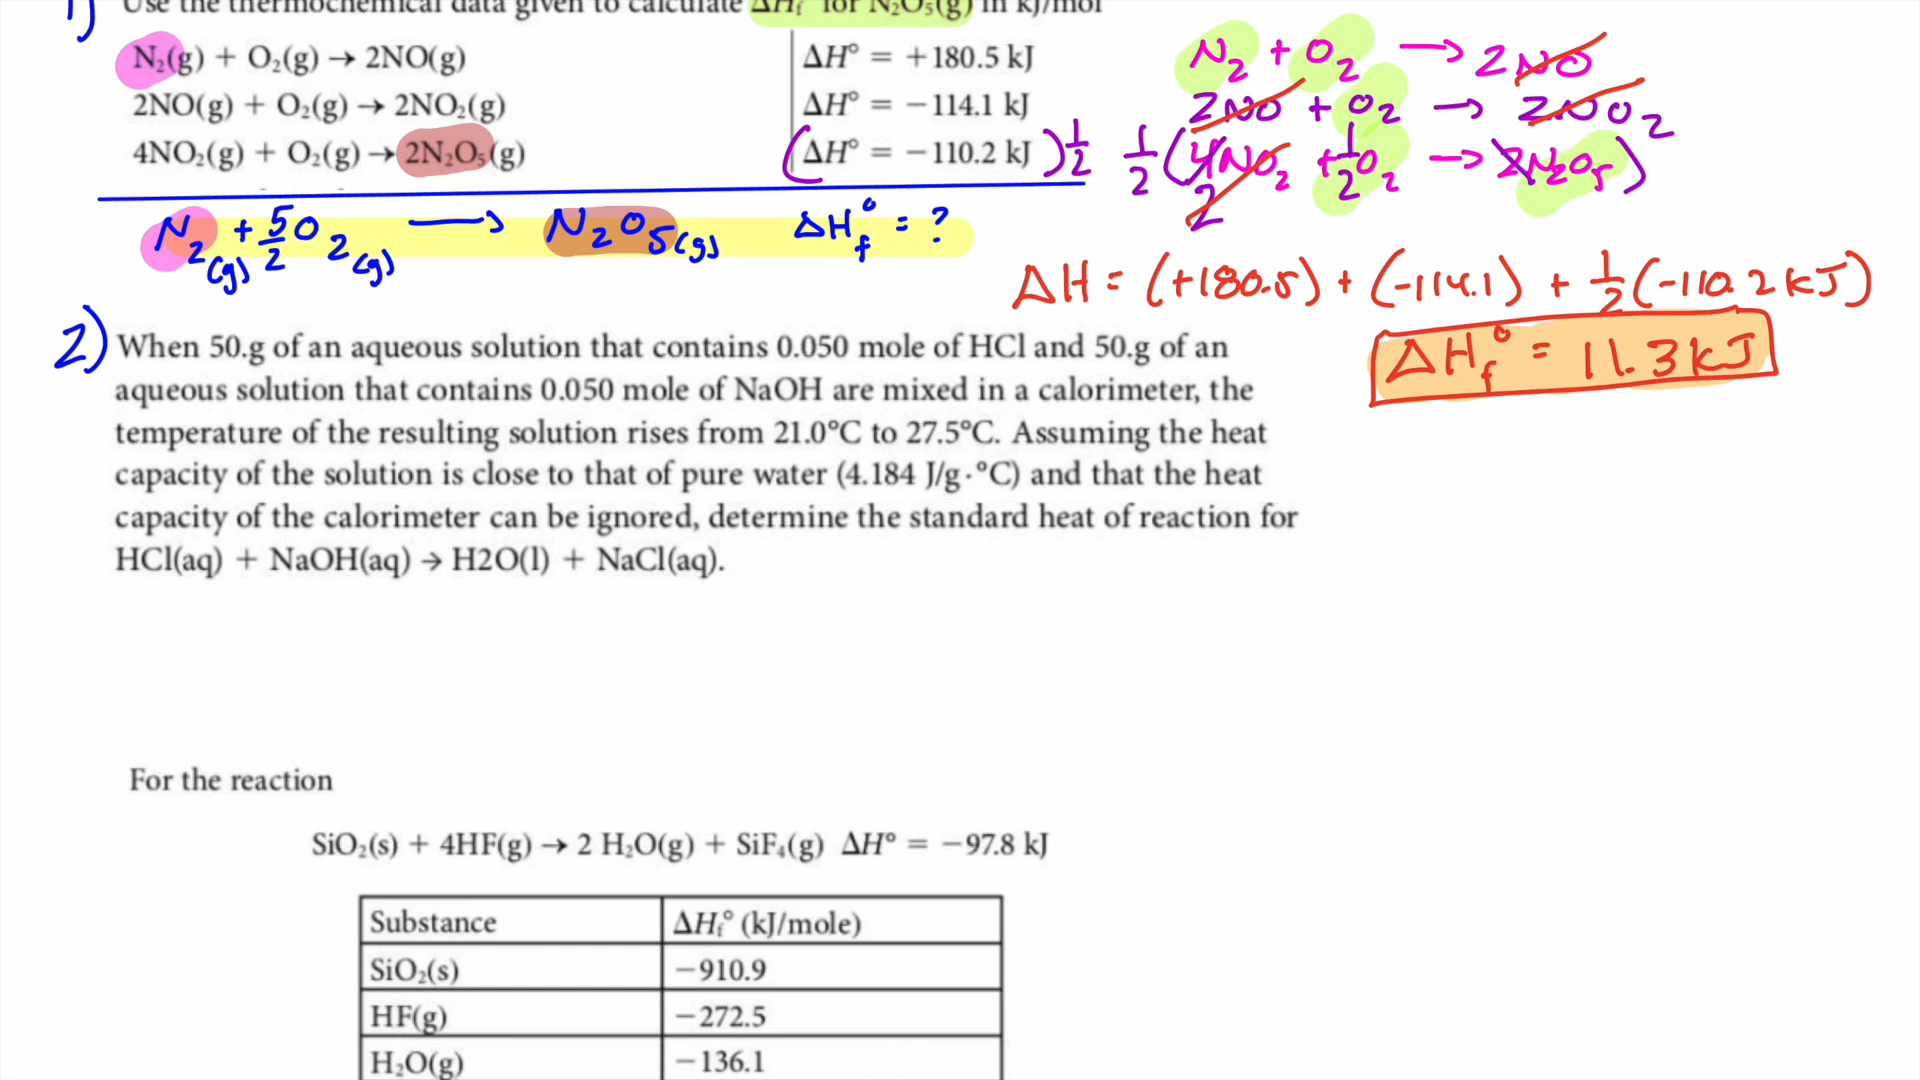 1) Use the thermochemical data given to calculate ΔHf° for N₂O₅(g) in kJ/mol
N₂(g) + O₂(g) → 2NO(g) ΔH° = +180.5 kJ
2NO(g) + O₂(g) → 2NO₂(g) ΔH° = −114.1 kJ
4NO₂(g) + O₂(g) → 2N₂O₅(g) (ΔH° = −110.2 kJ)½
N₂(g) + 5/2 O₂(g) → N₂O₅(g) ΔHf° = ?
N₂ + O₂ → 2NO
2NO + O₂ → 2NO₂
½(4NO₂ + ½O₂ → 2N₂O₅)
2
ΔH = (+180.5) + (-114.1) + ½(-110.2 kJ)
ΔHf° = 11.3 kJ
2) When 50.g of an aqueous solution that contains 0.050 mole of HCl and 50.g of an
aqueous solution that contains 0.050 mole of NaOH are mixed in a calorimeter, the
temperature of the resulting solution rises from 21.0°C to 27.5°C. Assuming the heat
capacity of the solution is close to that of pure water (4.184 J/g·°C) and that the heat
capacity of the calorimeter can be ignored, determine the standard heat of reaction for
HCl(aq) + NaOH(aq) → H2O(l) + NaCl(aq).
For the reaction
SiO₂(s) + 4HF(g) → 2 H₂O(g) + SiF₄(g) ΔH° = −97.8 kJ
Substance ΔHf° (kJ/mole)
SiO₂(s) −910.9
HF(g) −272.5
H₂O(g) −136.1